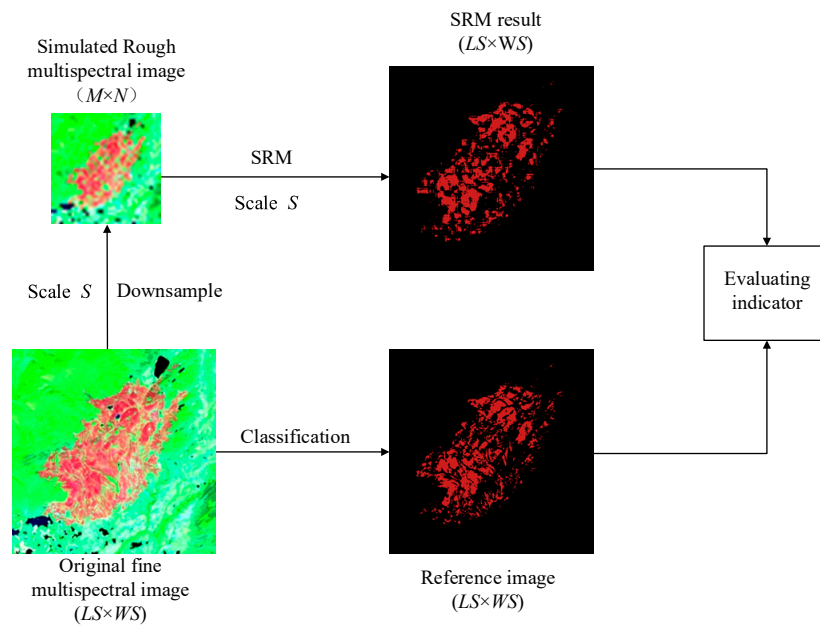 Simulated Rough
multispectral image
（M×N）
SRM result
(LS×WS)
SRM
Scale S
Scale S
Downsample
Evaluating
indicator
Classification
Original fine
multispectral image
(LS×WS)
Reference image
(LS×WS)